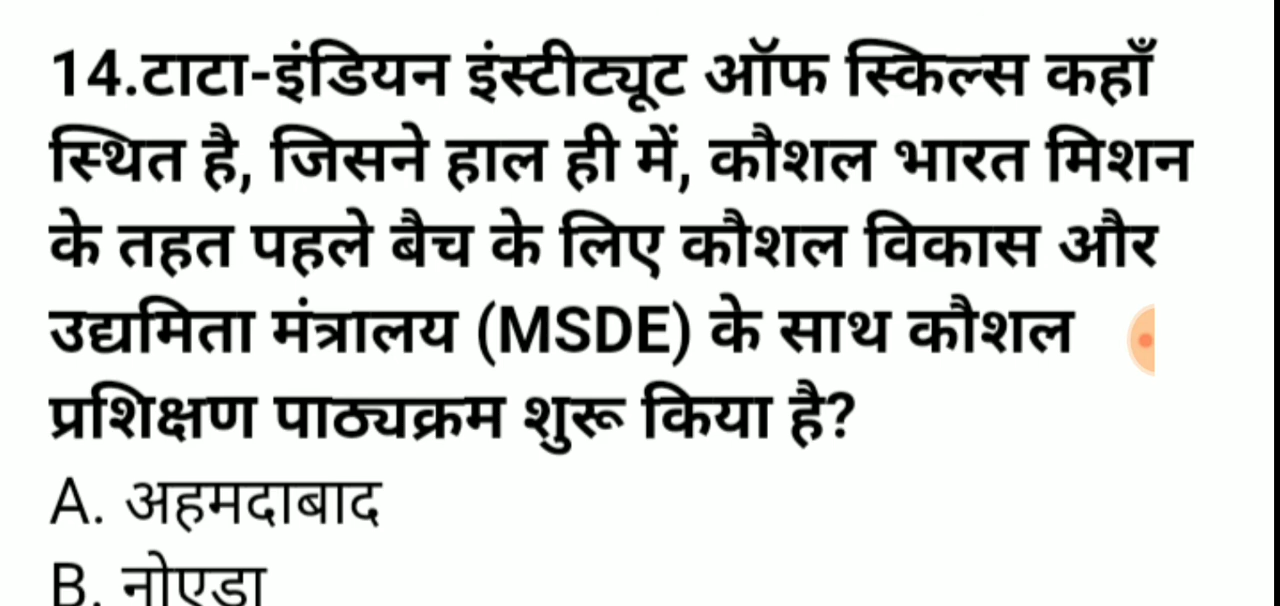 14.टाटा-इंडियन इंस्टीट्यूट ऑफ स्किल्स कहाँ
स्थित है, जिसने हाल ही में, कौशल भारत मिशन
के तहत पहले बैच के लिए कौशल विकास और
उद्यमिता मंत्रालय (MSDE) के साथ कौशल
प्रशिक्षण पाठ्यक्रम शुरू किया है?
A. अहमदाबाद
B. नोएडा